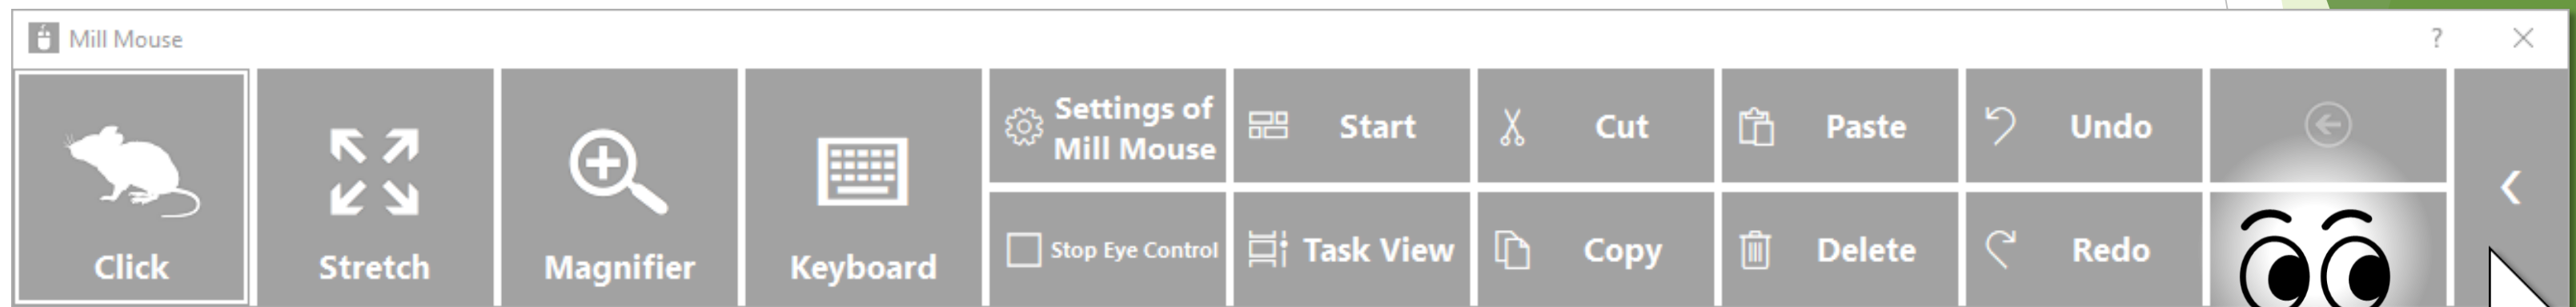 Mill Mouse
?
Click
Stretch
Magnifier
Keyboard
Settings of
Mill Mouse
Start
Cut
Paste
Undo
Stop Eye Control
Task View
Copy
Delete
Redo